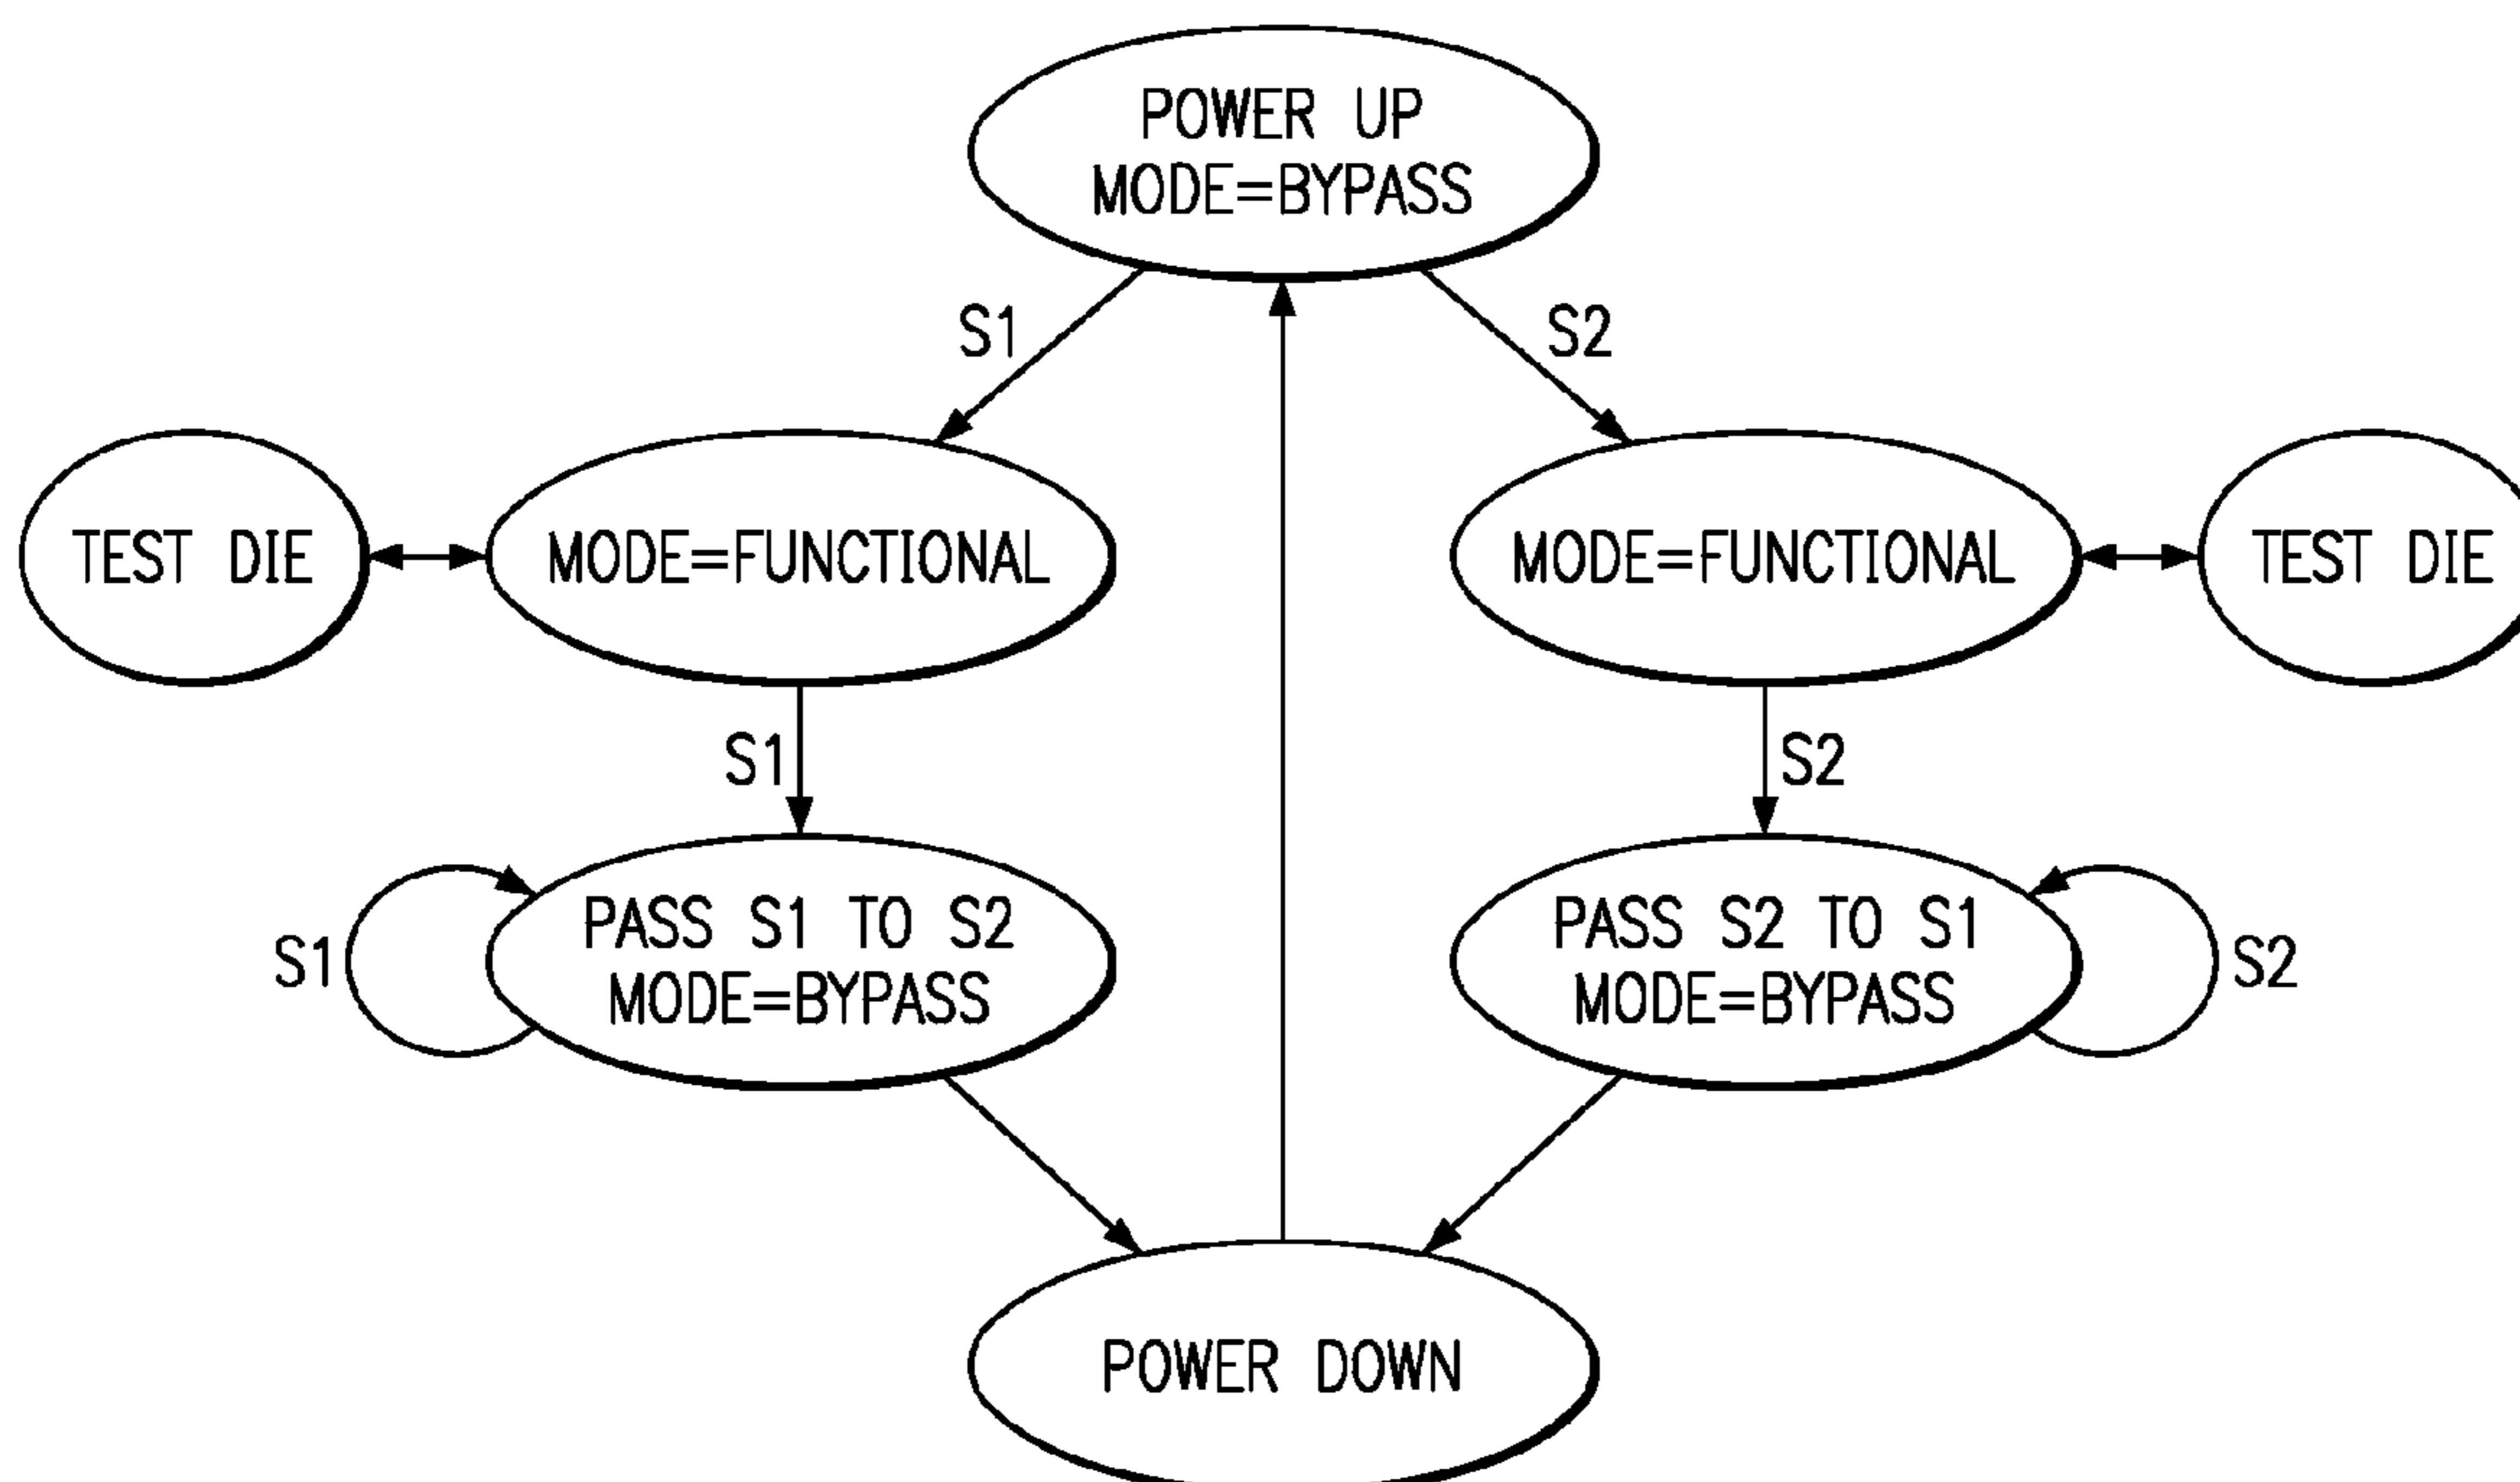 POWER UP
MODE=BYPASS
S1
S2
TEST DIE
MODE=FUNCTIONAL
MODE=FUNCTIONAL
TEST DIE
S1
S2
PASS S1 TO S2
MODE=BYPASS
S1
PASS S2 TO S1
MODE=BYPASS
S2
POWER DOWN